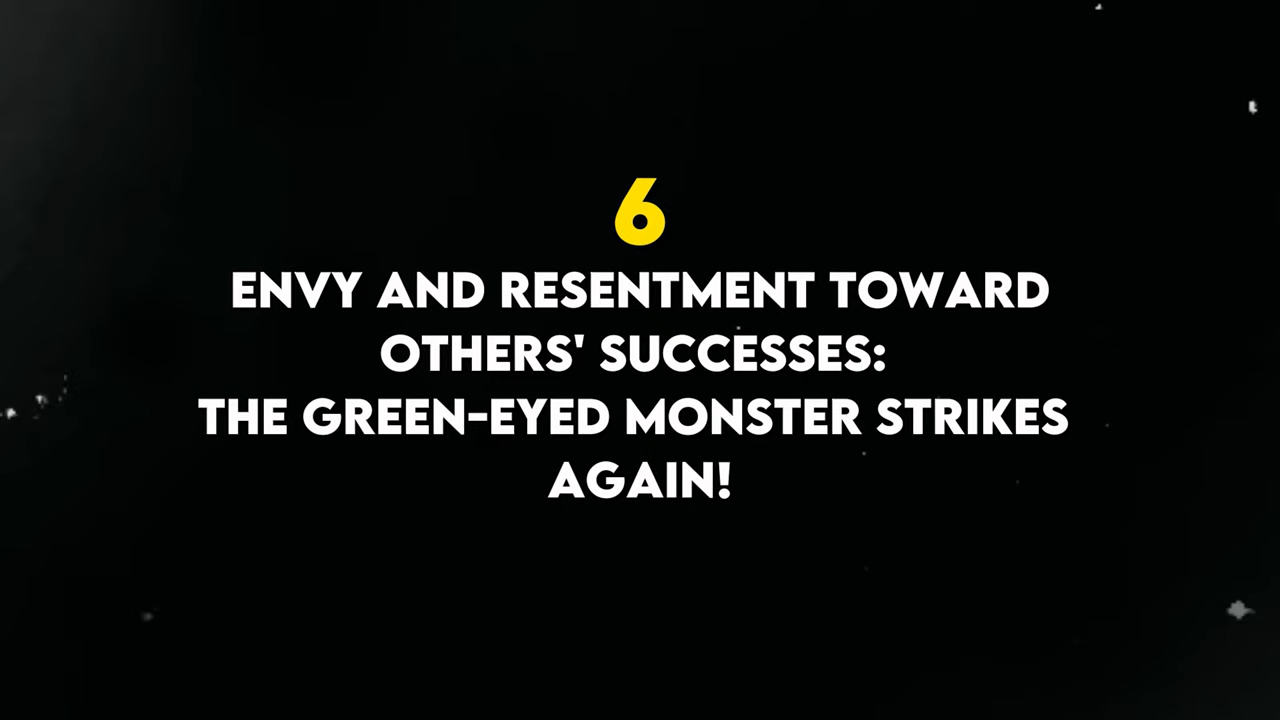 6
ENVY AND RESENTMENT TOWARD
OTHERS' SUCCESSES:
THE GREEN-EYED MONSTER STRIKES
AGAIN!